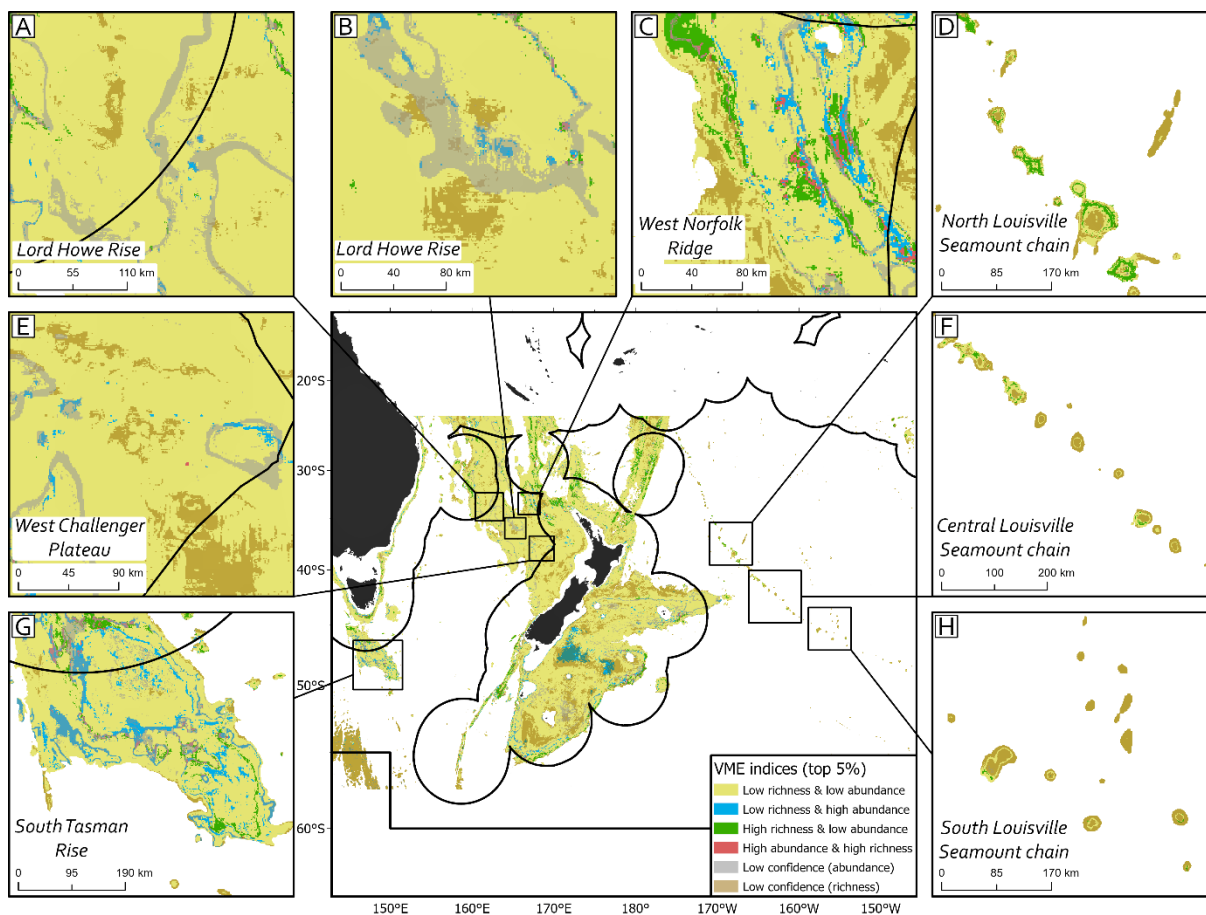 A
Lord Howe Rise
0 55 110 km
B
Lord Howe Rise
0 40 80 km
C
West Norfolk
Ridge
0 40 80 km
D
North Louisville
Seamount chain
0 85 170 km
E
West Challenger
Plateau
0 45 90 km
F
Central Louisville
Seamount chain
0 100 200 km
G
South Tasman
Rise
0 95 190 km
H
South Louisville
Seamount chain
0 85 170 km
20°S
30°S
40°S
50°S
60°S
VME indices (top 5%)
Low richness & low abundance
Low richness & high abundance
High richness & low abundance
High abundance & high richness
Low confidence (abundance)
Low confidence (richness)
150°E 160°E 170°E 180° 170°W 160°W 150°W